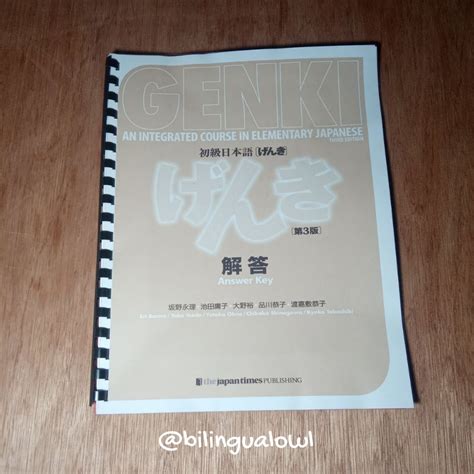 GENKI
AN INTEGRATED COURSE IN ELEMENTARY JAPANESE
THIRD EDITION
初級日本語[げんき]
げんき
[第3版]
解答
Answer Key
坂野永理 池田庸子 大野裕 品川恭子 渡嘉敷恭子
Eri Banno / Yoko Ikeda / Yutaka Ohno / Chikako Shinagawa / Kyoko Tokashiki
the japan times PUBLISHING
@bilingualowl